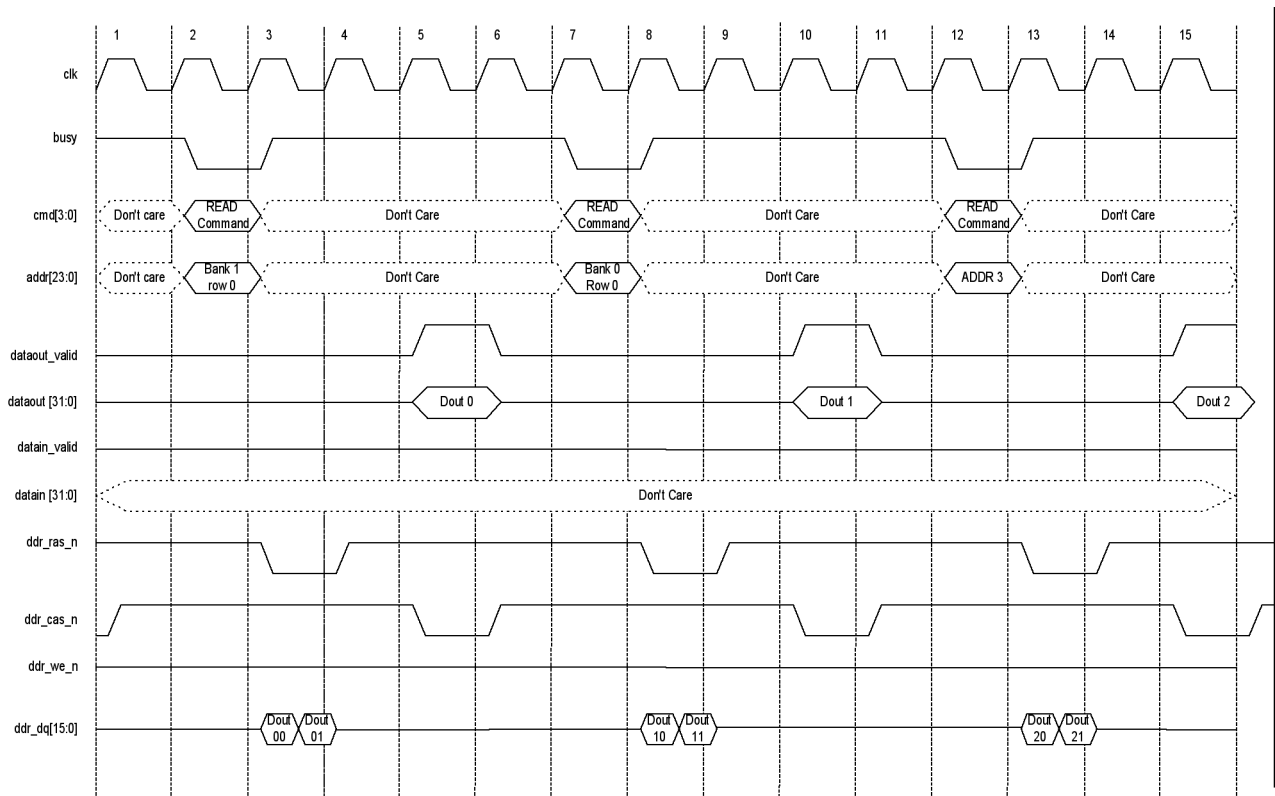 1 2 3 4 5 6 7 8 9 10 11 12 13 14 15
clk
busy
cmd[3:0] Don't care READ Don't Care READ Don't Care READ Don't Care
Command Command Command
addr[23:0] Don't care Bank 1 Don't Care Bank 0 Don't Care ADDR 3 Don't Care
row 0 Row 0
dataout_valid
dataout [31:0] Dout 0 Dout 1 Dout 2
datain_valid
datain [31:0] Don't Care
ddr_ras_n
ddr_cas_n
ddr_we_n
ddr_dq[15:0] Dout Dout Dout Dout Dout Dout
00 01 10 11 20 21